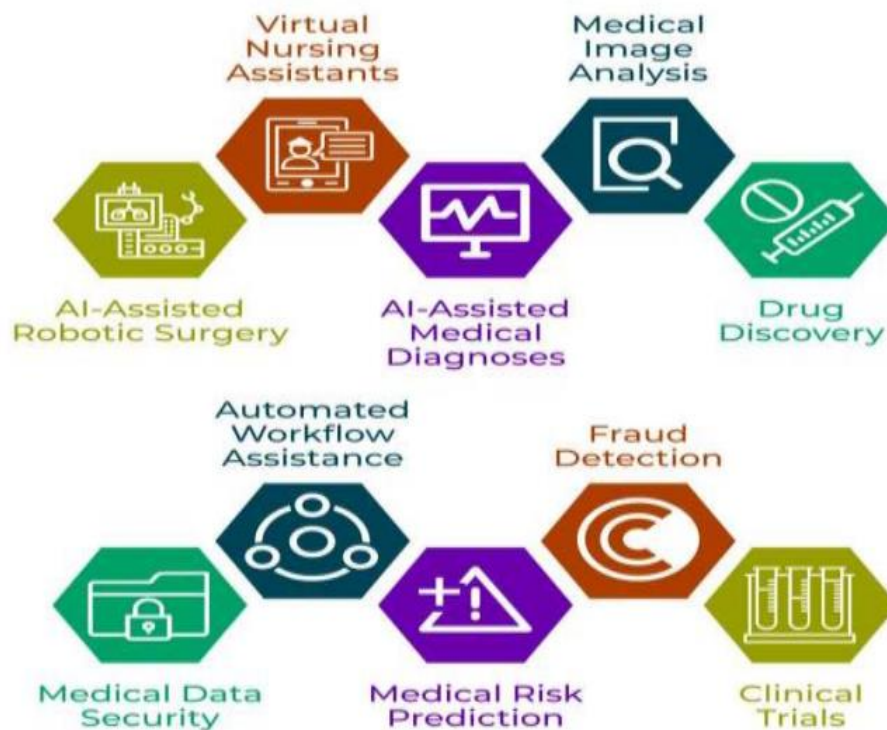 Virtual
Nursing
Assistants
Medical
Image
Analysis
AI-Assisted
Robotic Surgery
AI-Assisted
Medical
Diagnoses
Drug
Discovery
Automated
Workflow
Assistance
Fraud
Detection
Medical Data
Security
Medical Risk
Prediction
Clinical
Trials